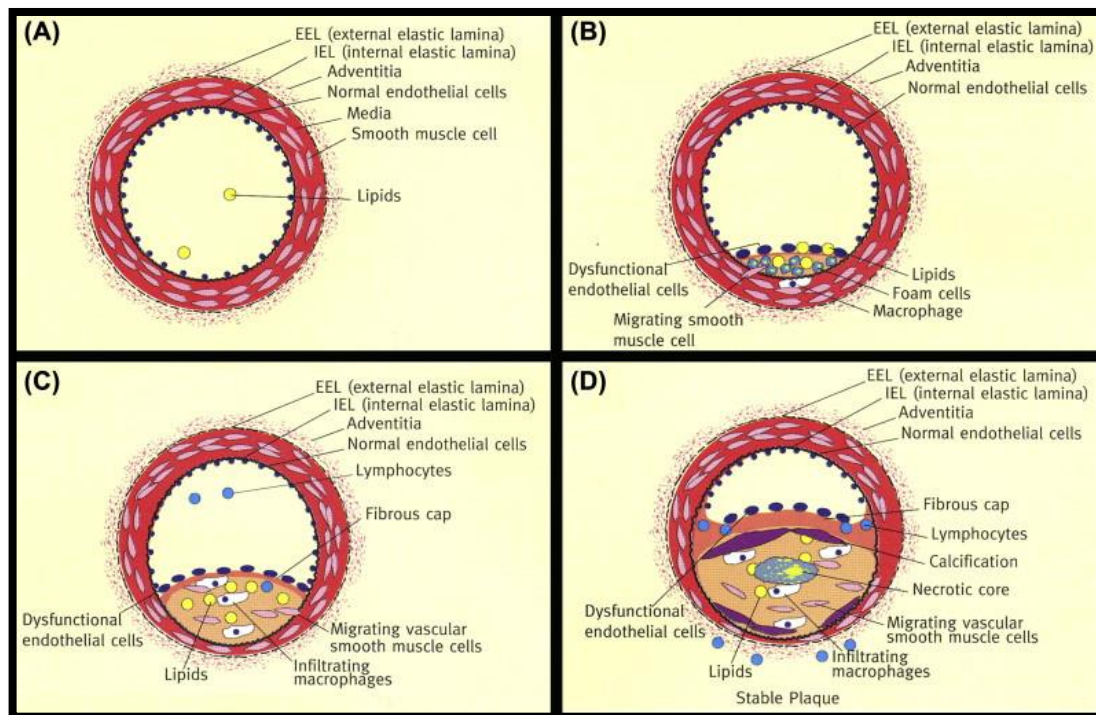 (A)
EEL (external elastic lamina)
IEL (internal elastic lamina)
Adventitia
Normal endothelial cells
Media
Smooth muscle cell
Lipids
(B)
EEL (external elastic lamina)
IEL (internal elastic lamina)
Adventitia
Normal endothelial cells
Dysfunctional
endothelial cells
Migrating smooth
muscle cell
Lipids
Foam cells
Macrophage
(C)
EEL (external elastic lamina)
IEL (internal elastic lamina)
Adventitia
Normal endothelial cells
Lymphocytes
Fibrous cap
Dysfunctional
endothelial cells
Lipids
Migrating vascular
smooth muscle cells
Infiltrating
macrophages
(D)
EEL (external elastic lamina)
IEL (internal elastic lamina)
Adventitia
Normal endothelial cells
Fibrous cap
Lymphocytes
Calcification
Necrotic core
Dysfunctional
endothelial cells
Migrating vascular
smooth muscle cells
Lipids
Infiltrating
macrophages
Stable Plaque